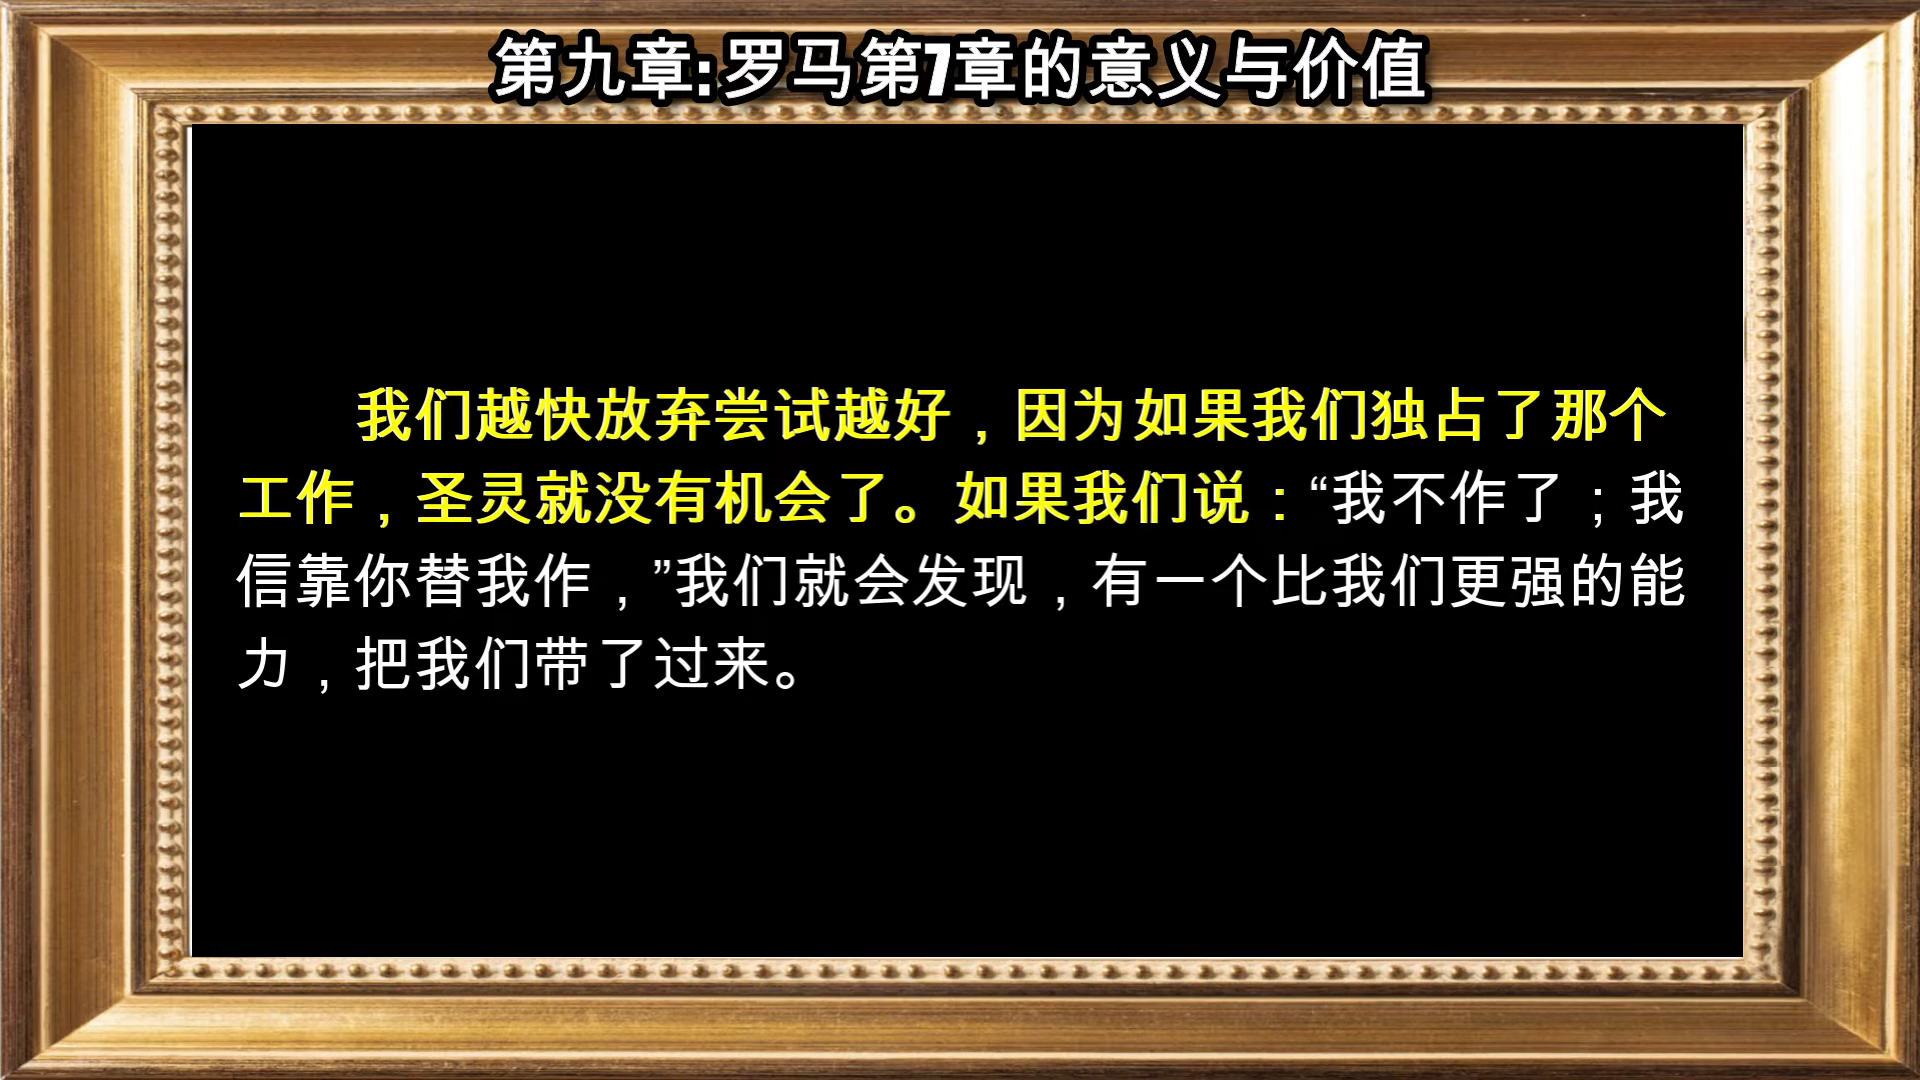 第九章:罗马第7章的意义与价值
我们越快放弃尝试越好，因为如果我们独占了那个
工作，圣灵就没有机会了。如果我们说：“我不作了；我
信靠你替我作，”我们就会发现，有一个比我们更强的能
力，把我们带了过来。